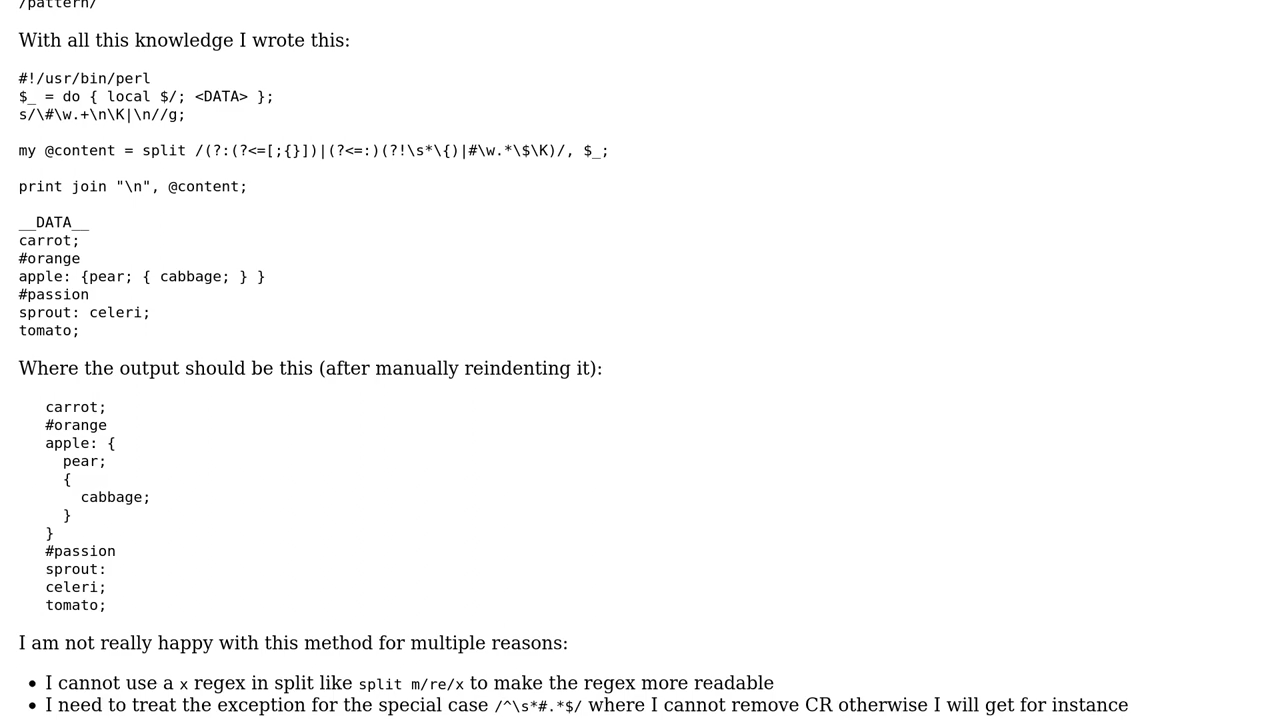 /pattern/
With all this knowledge I wrote this:
#!/usr/bin/perl
$_ = do { local $/; <DATA> };
s/\#\w.+\n\K|\n//g;
my @content = split /(?:(?<=[;{}])|(?<=:)(?!\s*\{)|#\w.*\$\K)/, $_;
print join "\n", @content;
__DATA__
carrot;
#orange
apple: {pear; { cabbage; } }
#passion
sprout: celeri;
tomato;
Where the output should be this (after manually reindenting it):
carrot;
#orange
apple: {
pear;
{
cabbage;
}
}
#passion
sprout:
celeri;
tomato;
I am not really happy with this method for multiple reasons:
• I cannot use a x regex in split like split m/re/x to make the regex more readable
• I need to treat the exception for the special case /^\s*#.*$/ where I cannot remove CR otherwise I will get for instance